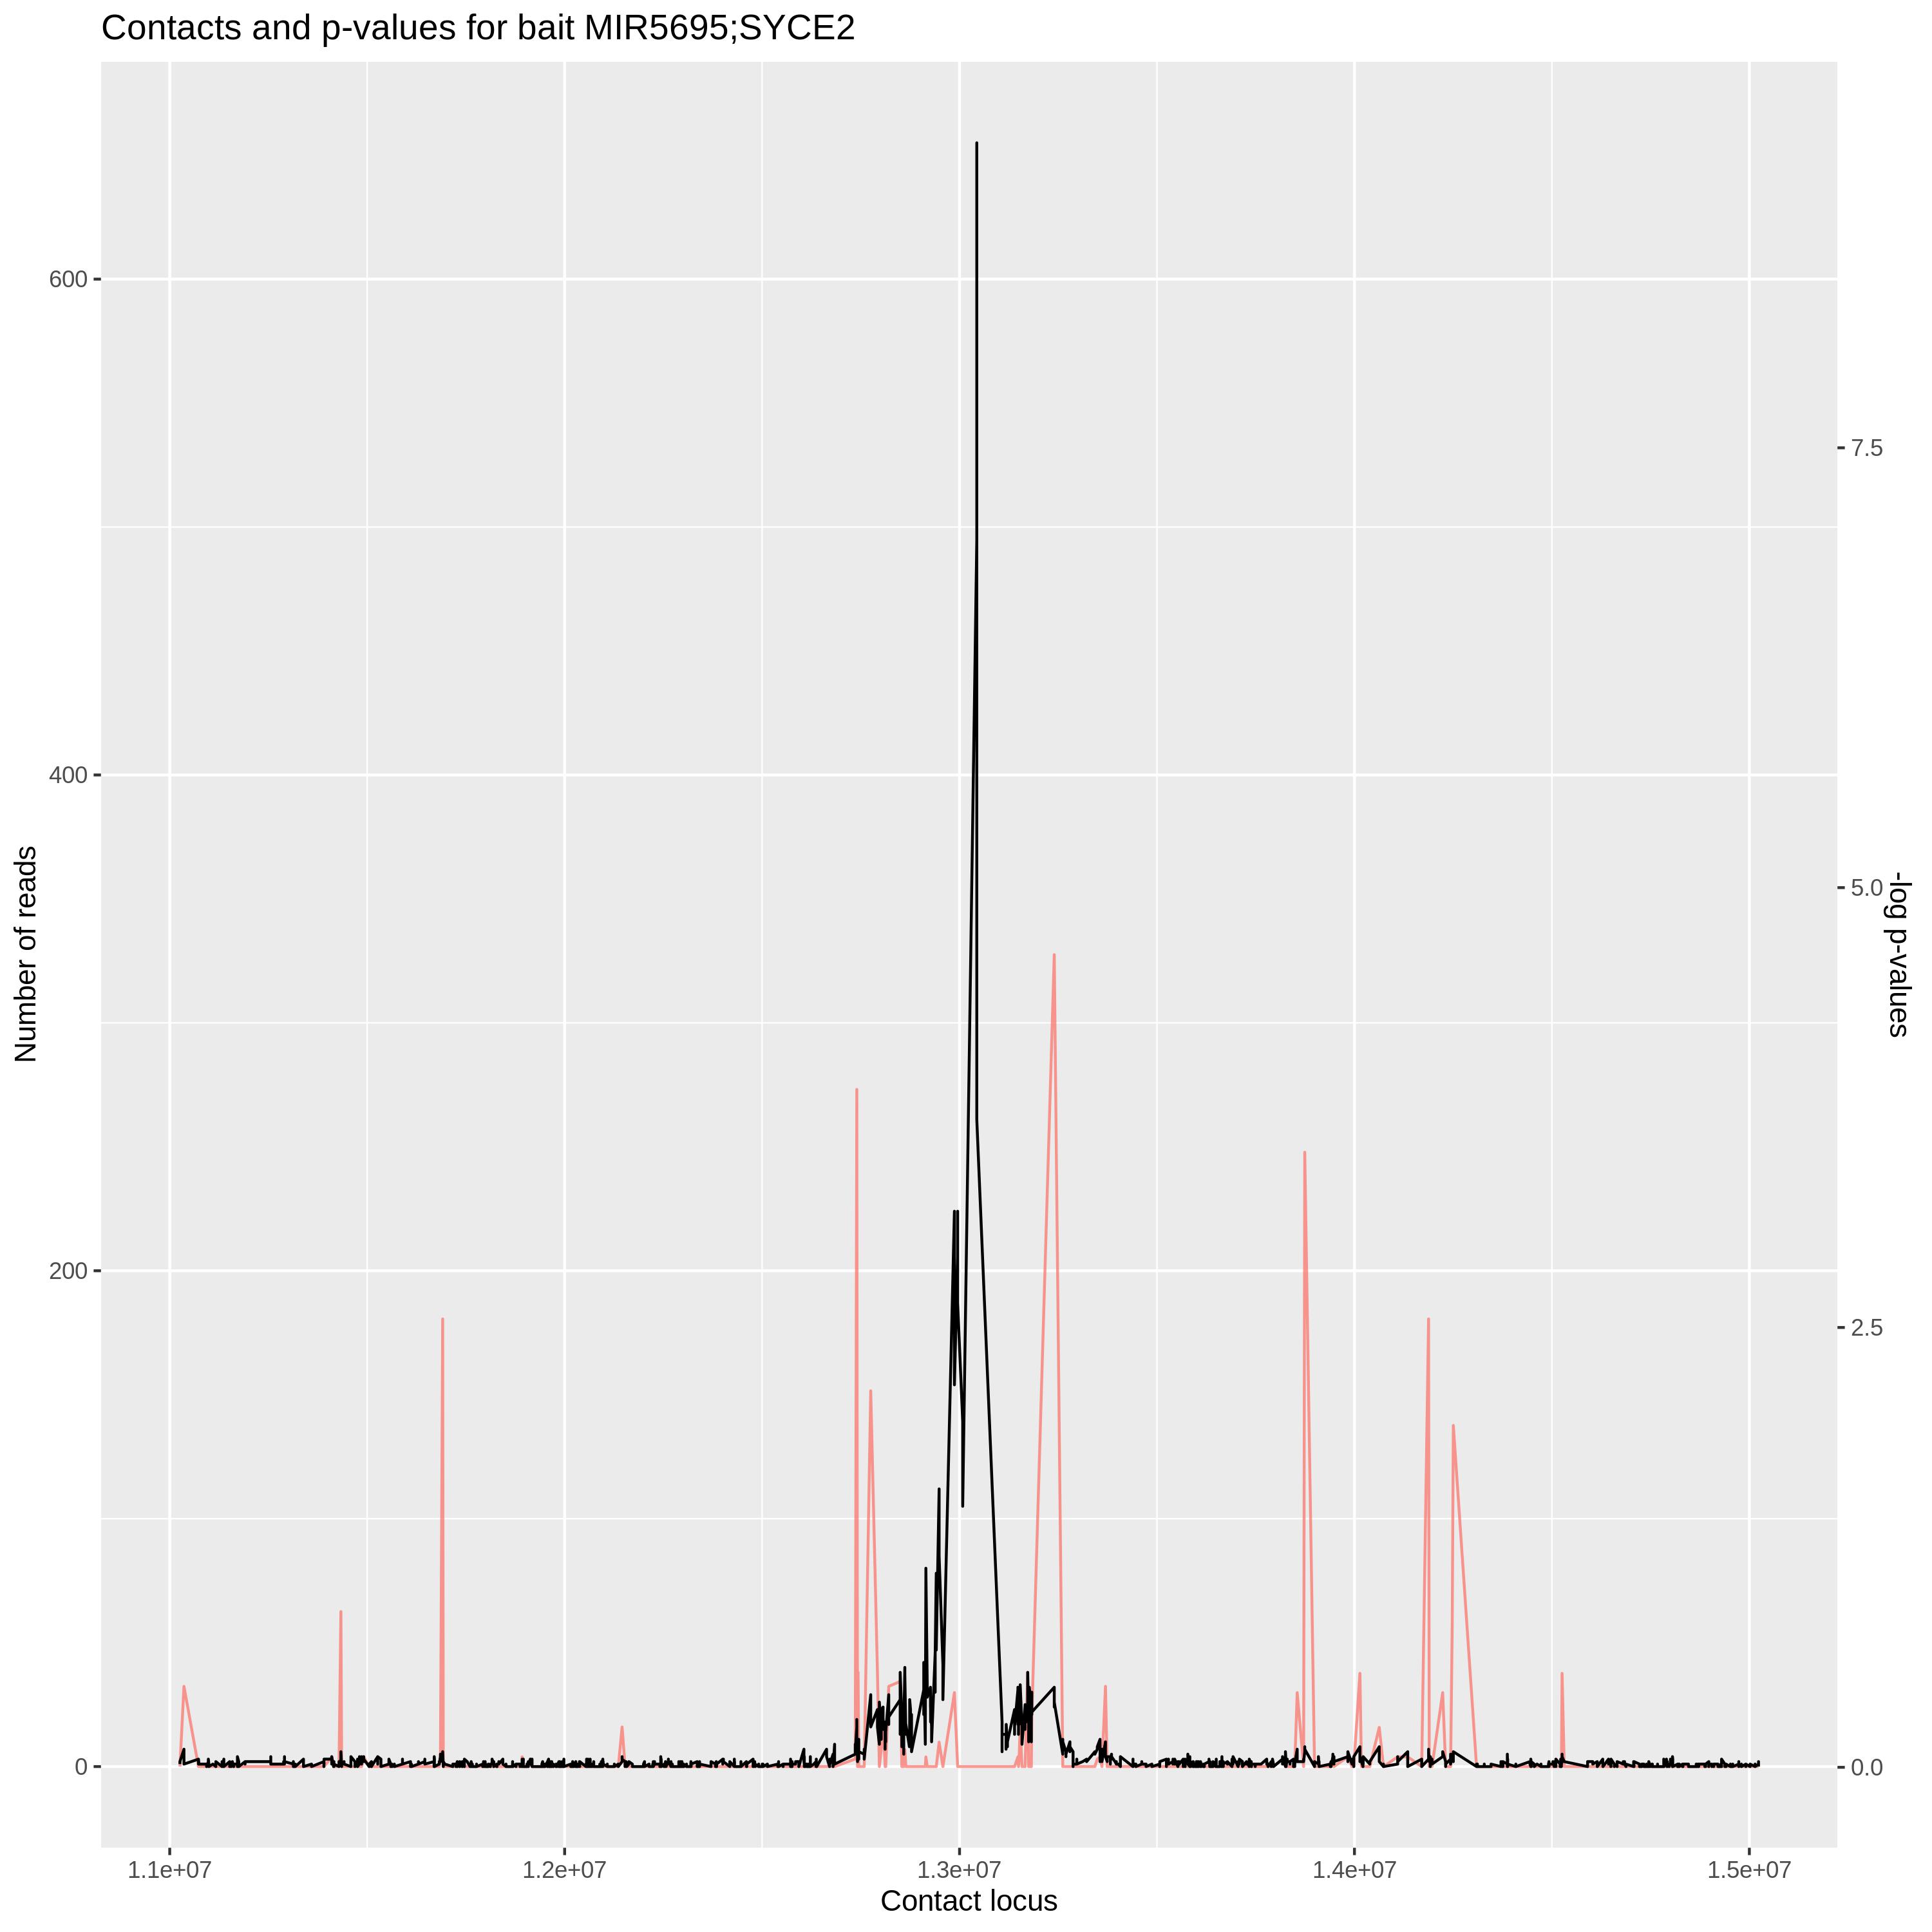 Contacts and p-values for bait MIR5695;SYCE2
600
400
200
0
Number of reads
7.5
5.0
2.5
0.0
-log p-values
1.1e+07
1.2e+07
1.3e+07
1.4e+07
1.5e+07
Contact locus